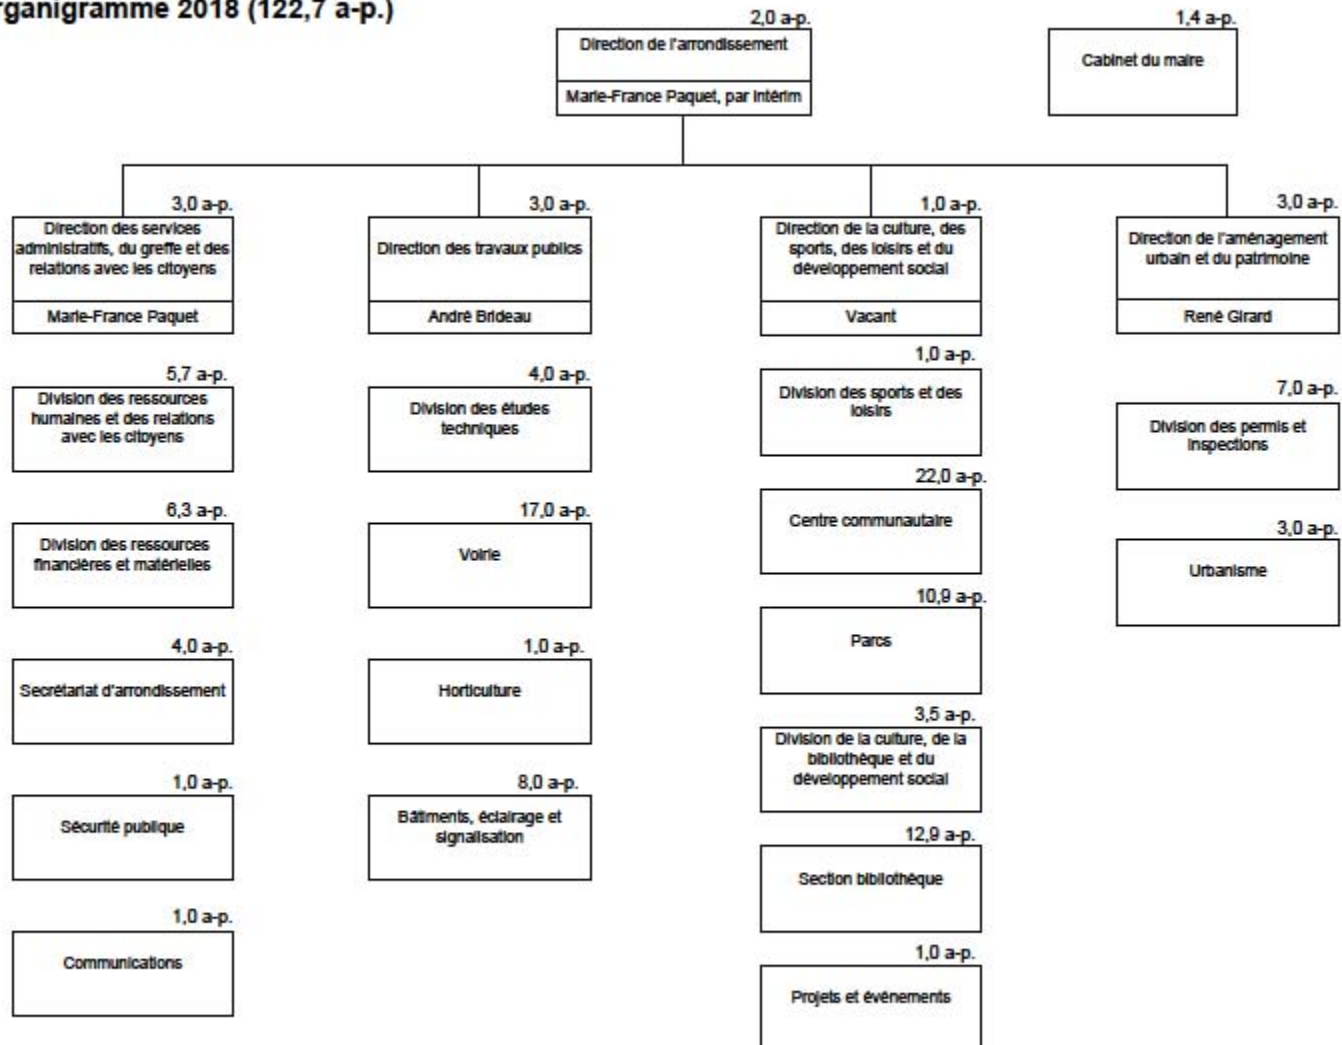 rganigramme 2018 (122,7 a-p.)
2,0 a-p.
Direction de l'arrondissement
Marie-France Paquet, par intérim
1,4 a-p.
Cabinet du maire
3,0 a-p.
Direction des services
administratifs, du greffe et des
relations avec les citoyens
Marie-France Paquet
5,7 a-p.
Division des ressources
humaines et des relations
avec les citoyens
6,3 a-p.
Division des ressources
financières et matérielles
4,0 a-p.
Secrétariat d'arrondissement
1,0 a-p.
Sécurité publique
1,0 a-p.
Communications
3,0 a-p.
Direction des travaux publics
André Brideau
4,0 a-p.
Division des études
techniques
17,0 a-p.
Voirie
1,0 a-p.
Horticulture
8,0 a-p.
Bâtiments, éclairage et
signalisation
1,0 a-p.
Direction de la culture, des
sports, des loisirs et du
développement social
Vacant
1,0 a-p.
Division des sports et des
loisirs
22,0 a-p.
Centre communautaire
10,9 a-p.
Parcs
3,5 a-p.
Division de la culture, de la
bibliothèque et du
développement social
12,9 a-p.
Section bibliothèque
1,0 a-p.
Projets et événements
3,0 a-p.
Direction de l'aménagement
urbain et du patrimoine
René Girard
7,0 a-p.
Division des permis et
inspections
3,0 a-p.
Urbanisme